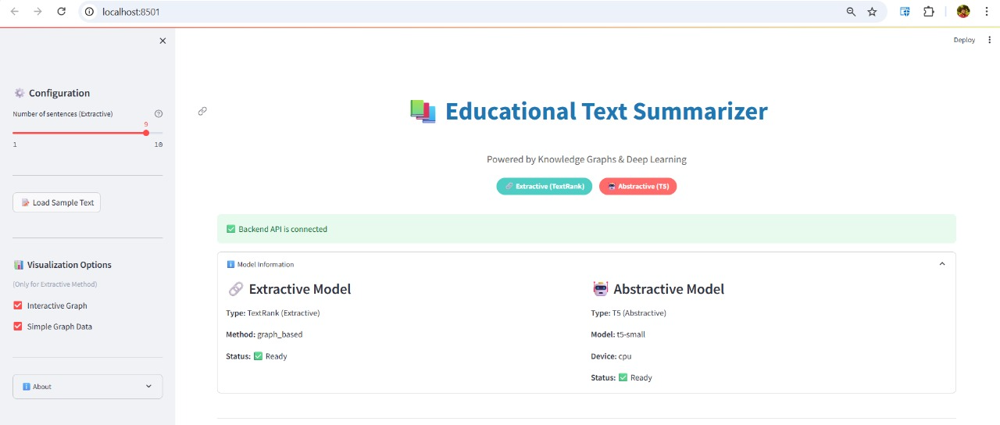 localhost:8501
Deploy
Configuration
Number of sentences (Extractive)
9
1 10
Load Sample Text
Visualization Options
(Only for Extractive Method)
Interactive Graph
Simple Graph Data
About
Educational Text Summarizer
Powered by Knowledge Graphs & Deep Learning
Extractive (TextRank) Abstractive (T5)
Backend API is connected
Model Information
Extractive Model
Type: TextRank (Extractive)
Method: graph_based
Status: Ready
Abstractive Model
Type: T5 (Abstractive)
Model: t5-small
Device: cpu
Status: Ready